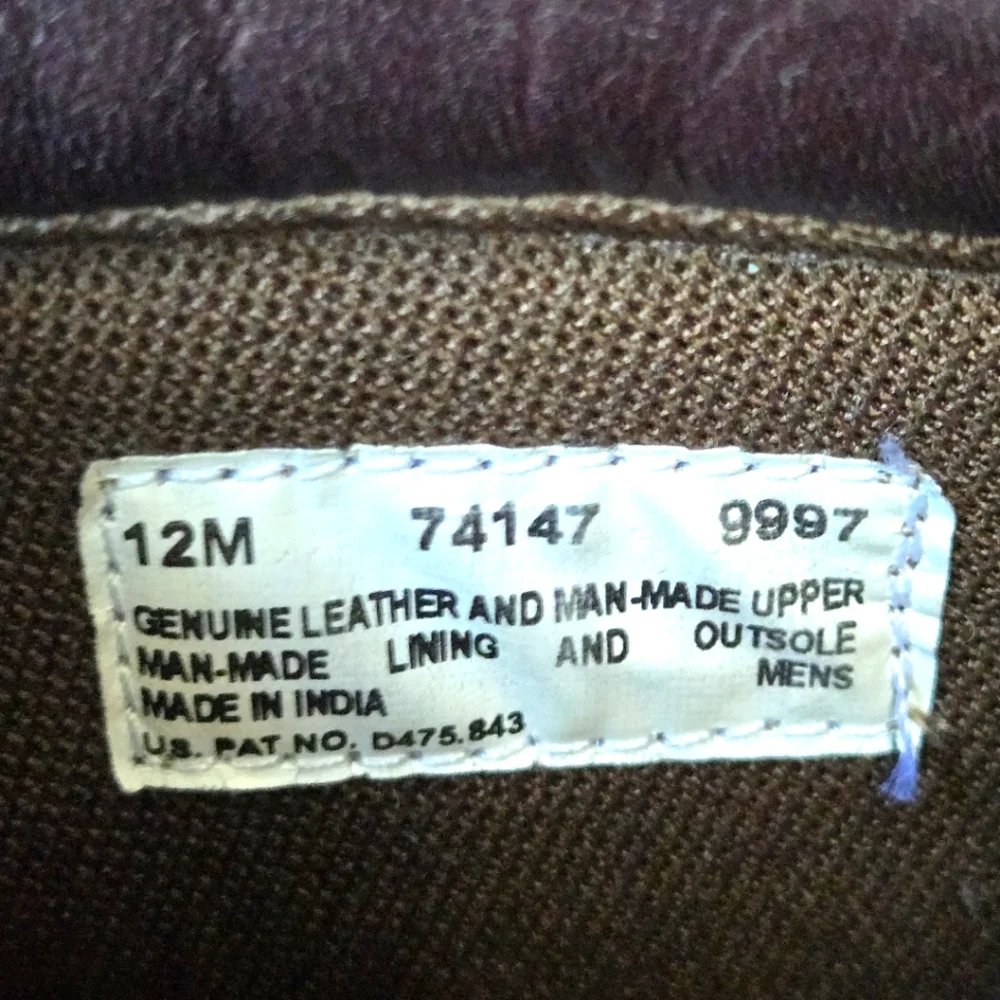 12M 74147 9997
GENUINE LEATHER AND MAN-MADE UPPER
MAN-MADE LINING AND OUTSOLE
MENS
MADE IN INDIA
U.S. PAT NO. D475.843